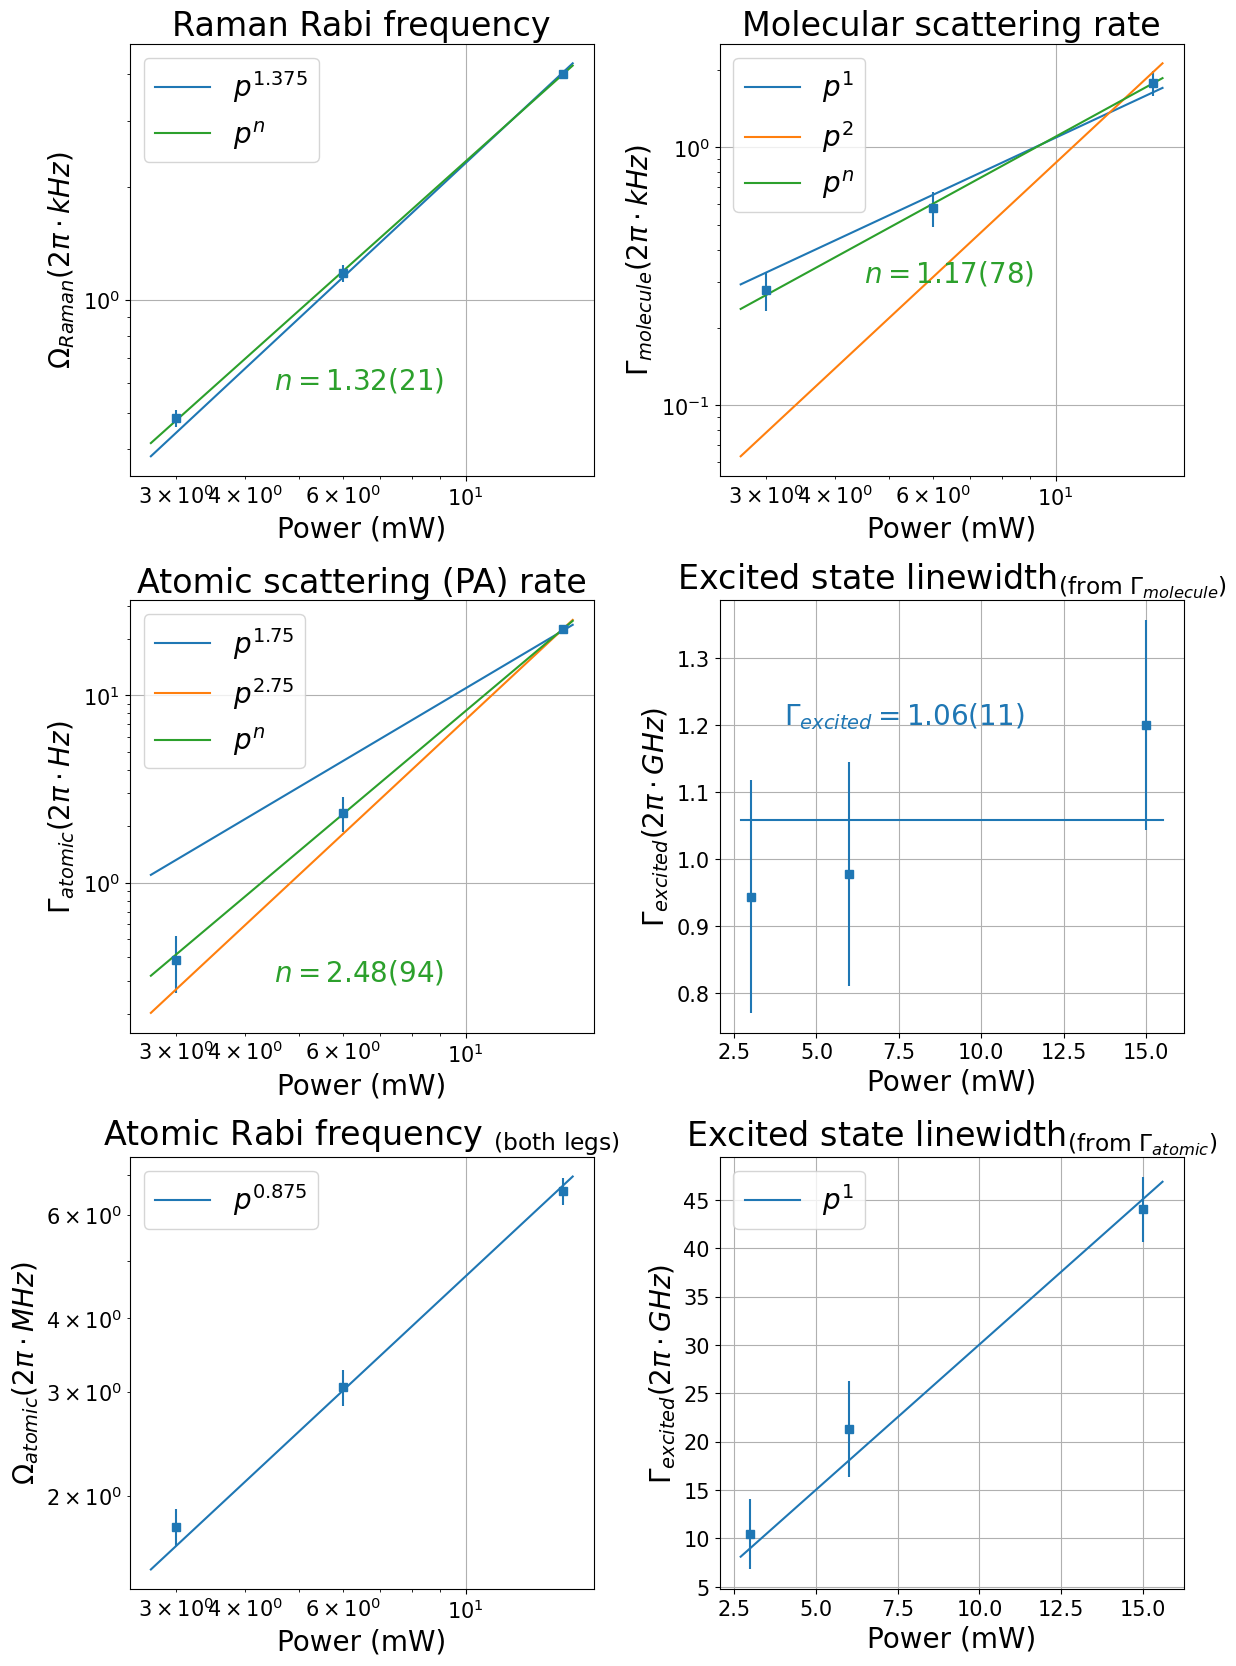 Raman Rabi frequency
p^1.375
p^n
n = 1.32(21)
Ω_Raman(2π · kHz)
10^0
3 × 10^0 4 × 10^0 6 × 10^0 10^1
Power (mW)
Molecular scattering rate
p^1
p^2
p^n
n = 1.17(78)
Γ_molecule(2π · kHz)
10^0
10^−1
3 × 10^0 4 × 10^0 6 × 10^0 10^1
Power (mW)
Atomic scattering (PA) rate
p^1.75
p^2.75
p^n
n = 2.48(94)
Γ_atomic(2π · Hz)
10^1
10^0
3 × 10^0 4 × 10^0 6 × 10^0 10^1
Power (mW)
Excited state linewidth(from Γ_molecule)
Γ_excited = 1.06(11)
Γ_excited(2π · GHz)
1.3
1.2
1.1
1.0
0.9
0.8
2.5 5.0 7.5 10.0 12.5 15.0
Power (mW)
Atomic Rabi frequency (both legs)
p^0.875
Ω_atomic(2π · MHz)
6 × 10^0
4 × 10^0
3 × 10^0
2 × 10^0
3 × 10^0 4 × 10^0 6 × 10^0 10^1
Power (mW)
Excited state linewidth(from Γ_atomic)
p^1
Γ_excited(2π · GHz)
45
40
35
30
25
20
15
10
5
2.5 5.0 7.5 10.0 12.5 15.0
Power (mW)